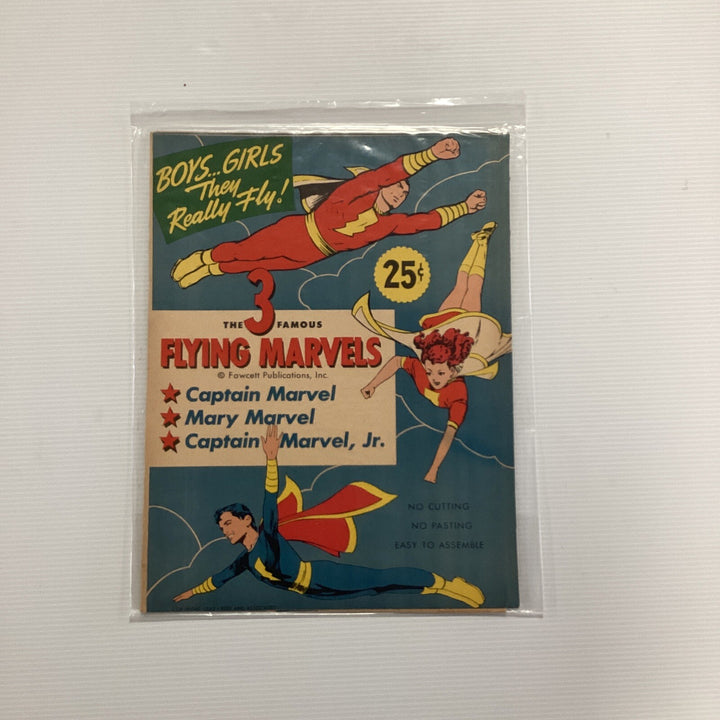 BOYS... GIRLS
They
Really Fly!
25¢
THE 3 FAMOUS
FLYING MARVELS
© Fawcett Publications, Inc.
★ Captain Marvel
★ Mary Marvel
★ Captain Marvel, Jr.
NO CUTTING
NO PASTING
EASY TO ASSEMBLE